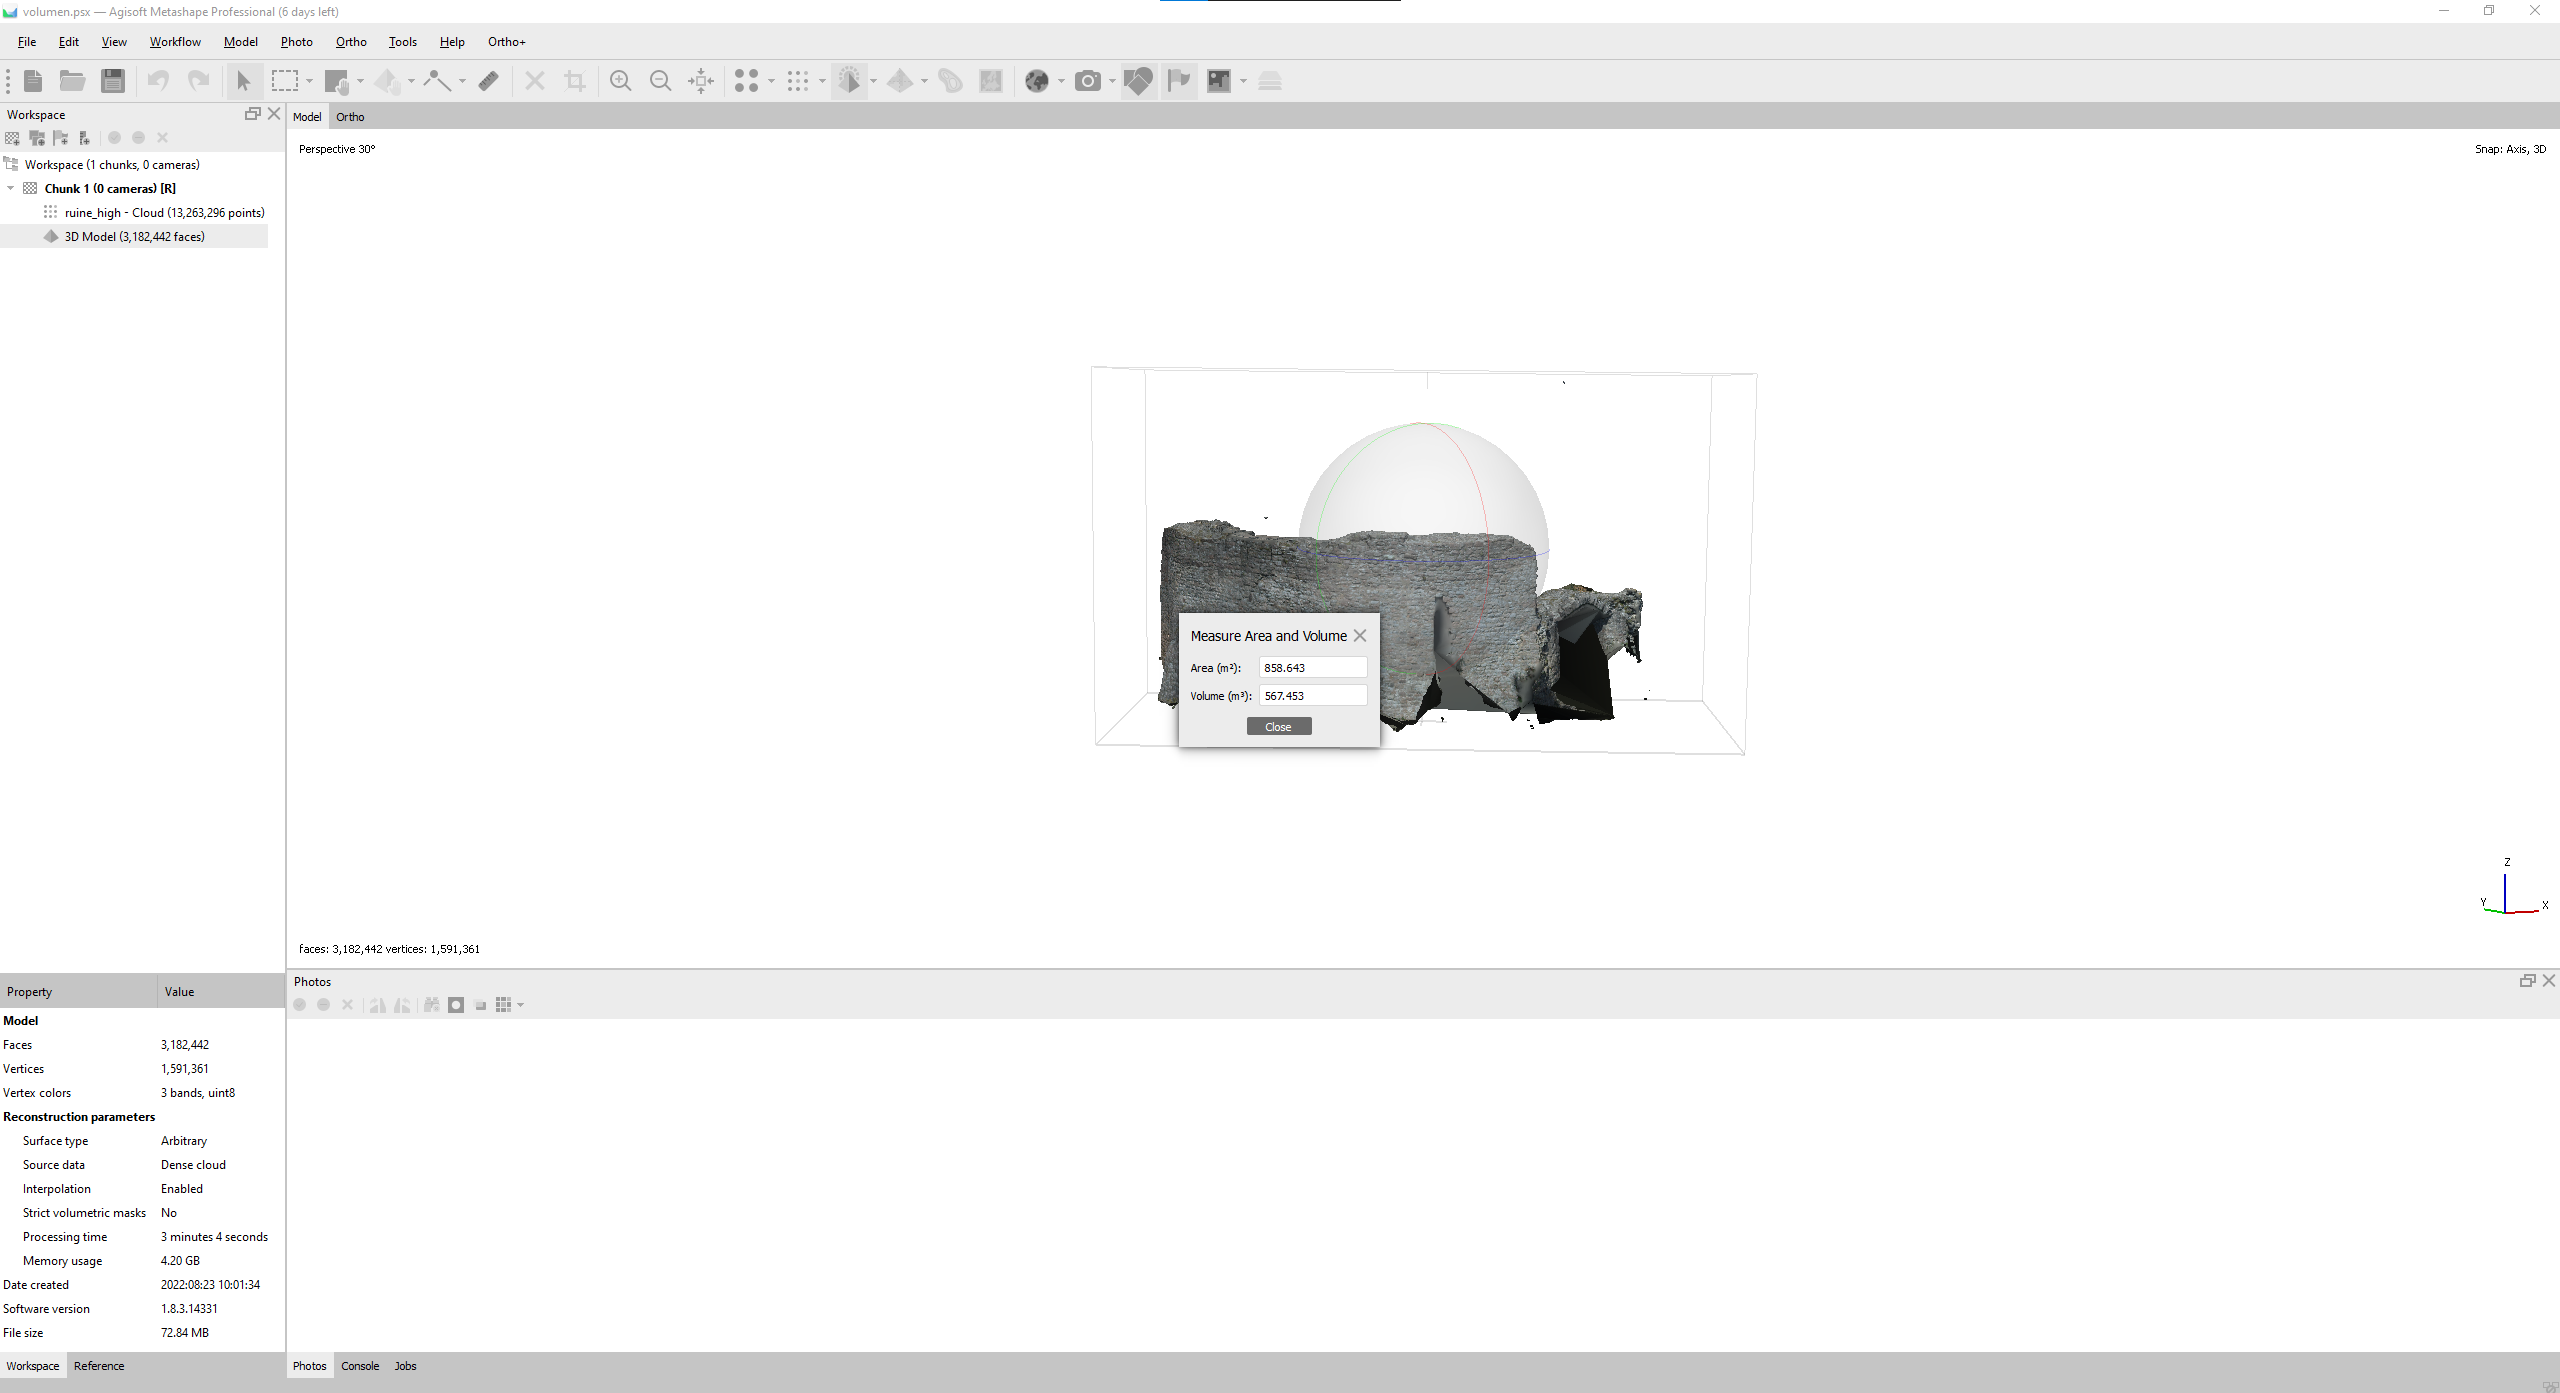 volumen.psx — Agisoft Metashape Professional (6 days left)
File Edit View Workflow Model Photo Ortho Tools Help Ortho+
Workspace
Workspace (1 chunks, 0 cameras)
Chunk 1 (0 cameras) [R]
ruine_high - Cloud (13,263,296 points)
3D Model (3,182,442 faces)
Model Ortho
Perspective 30°
Snap: Axis, 3D
Measure Area and Volume
Area (m²): 858.643
Volume (m³): 567.453
Close
Z
Y
X
faces: 3,182,442 vertices: 1,591,361
Property Value
Model
Faces 3,182,442
Vertices 1,591,361
Vertex colors 3 bands, uint8
Reconstruction parameters
Surface type Arbitrary
Source data Dense cloud
Interpolation Enabled
Strict volumetric masks No
Processing time 3 minutes 4 seconds
Memory usage 4.20 GB
Date created 2022:08:23 10:01:34
Software version 1.8.3.14331
File size 72.84 MB
Workspace Reference
Photos
Photos Console Jobs